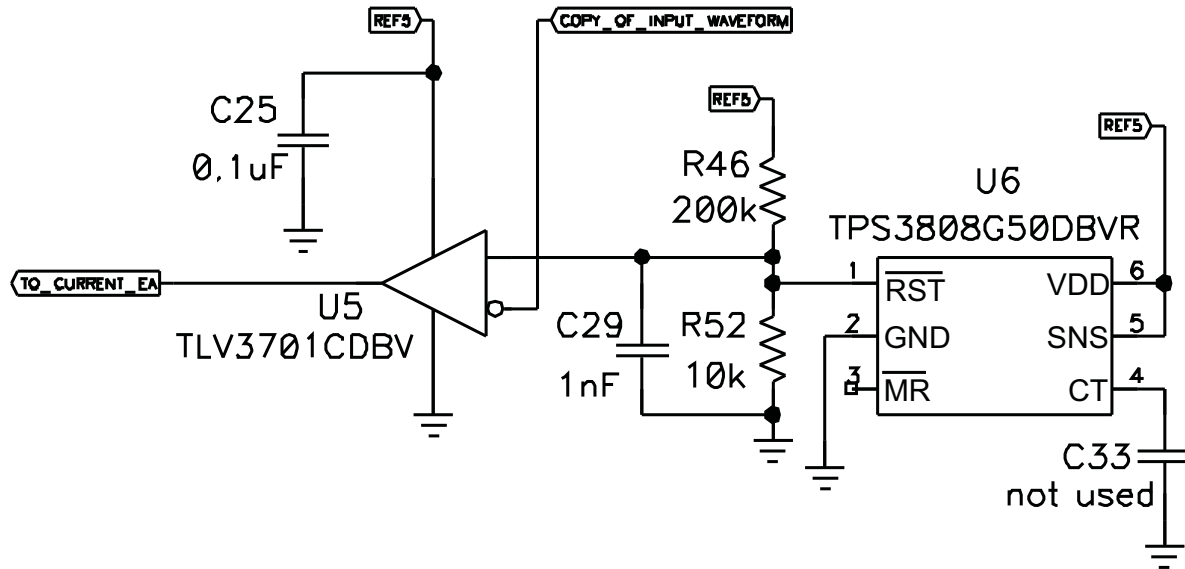 REF5
COPY_OF_INPUT_WAVEFORM
C25
0.1uF
REF5
REF5
R46
200k
U6
TPS3808G50DBVR
TO_CURRENT_EA
U5
TLV3701CDBV
C29
1nF
R52
10k
1
RST
VDD
6
2
GND
SNS
5
3
MR
CT
4
C33
not used